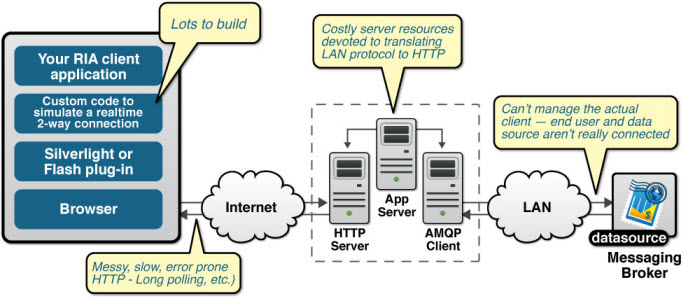 Lots to build
Your RIA client
application
Custom code to
simulate a realtime
2-way connection
Silverlight or
Flash plug-in
Browser
Internet
Messy, slow, error prone
HTTP - Long polling, etc.)
Costly server resources
devoted to translating
LAN protocol to HTTP
HTTP
Server
App
Server
AMQP
Client
LAN
Can't manage the actual
client — end user and data
source aren't really connected
datasource
Messaging
Broker